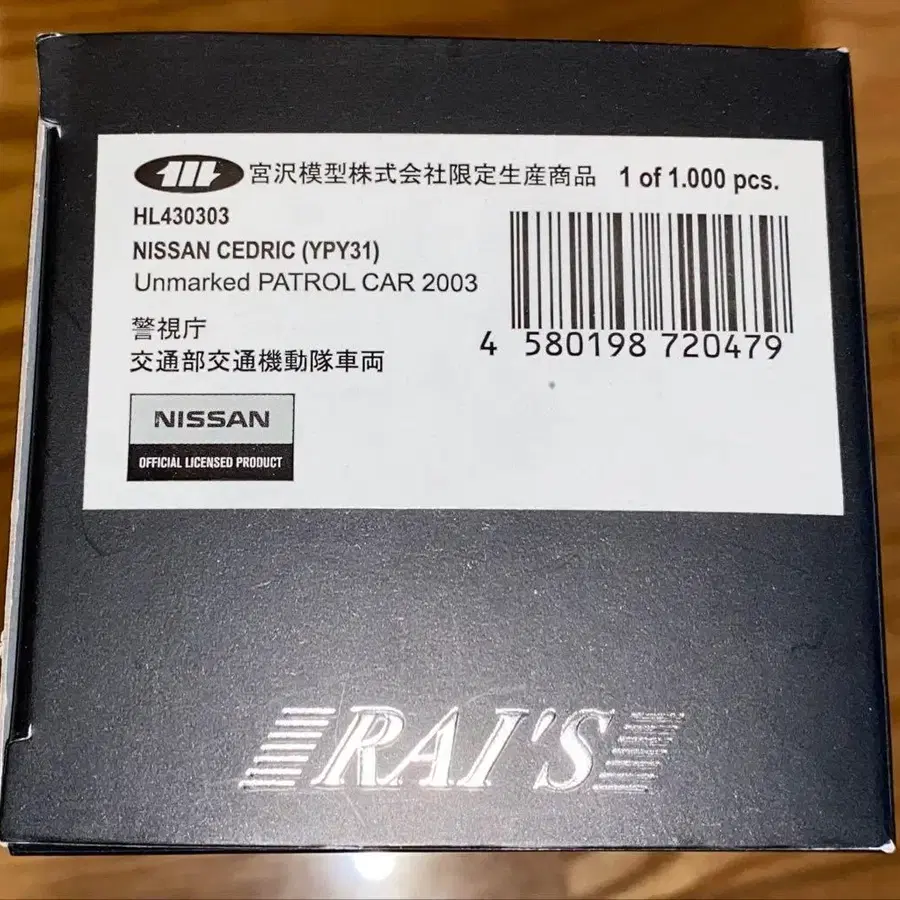 宮沢模型株式会社限定生産商品 1 of 1.000 pcs.
HL430303
NISSAN CEDRIC (YPY31)
Unmarked PATROL CAR 2003
警視庁
交通部交通機動隊車両
4 580198 720479
NISSAN
OFFICIAL LICENSED PRODUCT
RAI'S